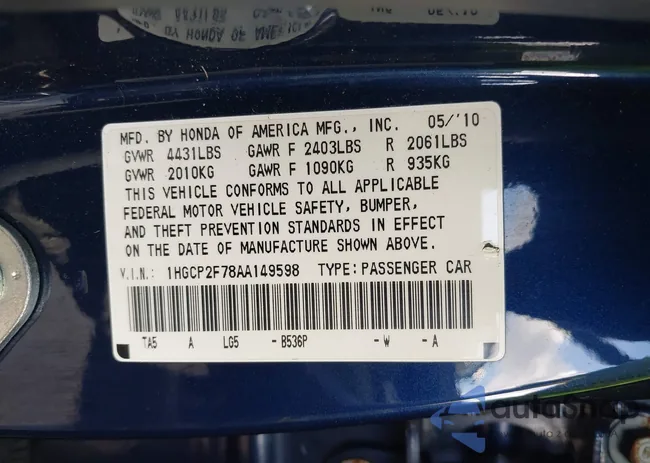 MFD. BY HONDA OF AMERICA MFG., INC. 05/'10
GVWR 4431LBS GAWR F 2403LBS R 2061LBS
GVWR 2010KG GAWR F 1090KG R 935KG
THIS VEHICLE CONFORMS TO ALL APPLICABLE
FEDERAL MOTOR VEHICLE SAFETY, BUMPER,
AND THEFT PREVENTION STANDARDS IN EFFECT
ON THE DATE OF MANUFACTURE SHOWN ABOVE.
V.I.N.: 1HGCP2F78AA149598 TYPE: PASSENGER CAR
TA5 A LG5 -B536P -W -A
autoSnap